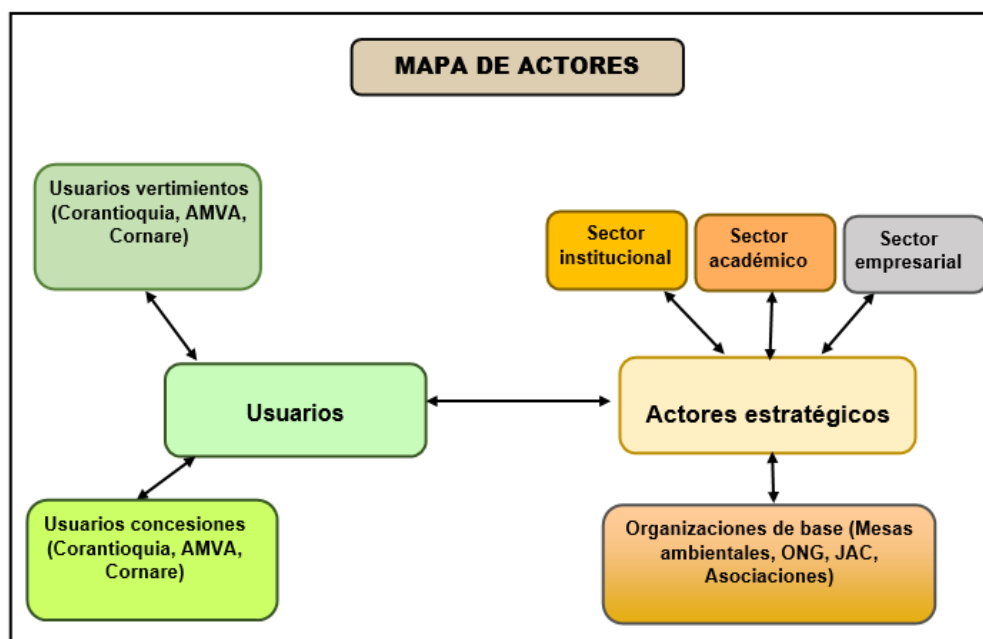 MAPA DE ACTORES
Usuarios vertimientos
(Corantioquia, AMVA,
Cornare)
Sector
institucional
Sector
académico
Sector
empresarial
Usuarios
Actores estratégicos
Usuarios concesiones
(Corantioquia, AMVA,
Cornare)
Organizaciones de base (Mesas
ambientales, ONG, JAC,
Asociaciones)